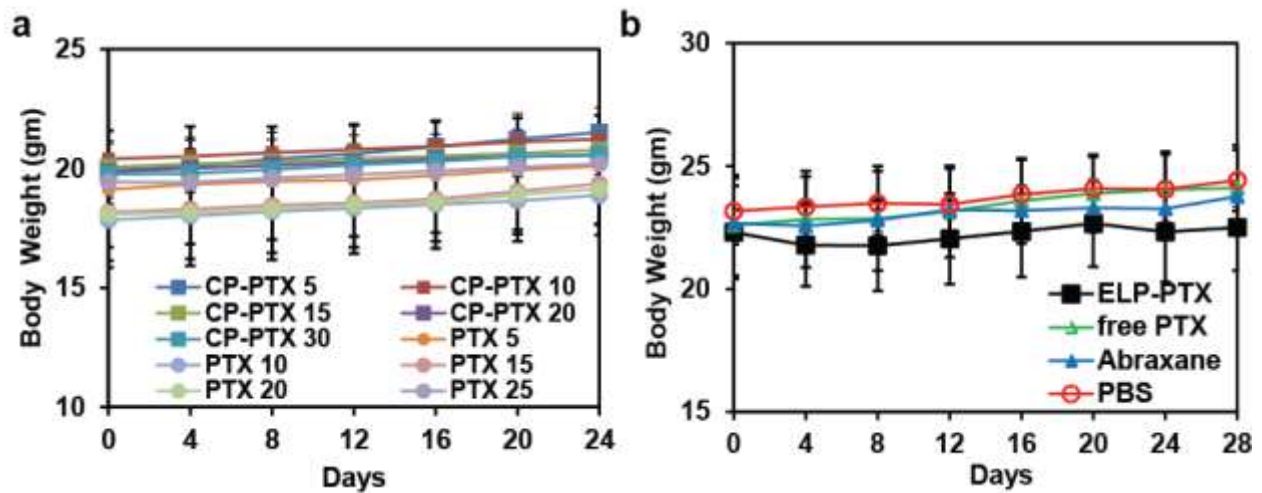 a
25
20
15
10
Body Weight (gm)
CP-PTX 5 CP-PTX 10
CP-PTX 15 CP-PTX 20
CP-PTX 30 PTX 5
PTX 10 PTX 15
PTX 20 PTX 25
0 4 8 12 16 20 24
Days
b
30
25
20
15
Body Weight (gm)
ELP-PTX
free PTX
Abraxane
PBS
0 4 8 12 16 20 24 28
Days